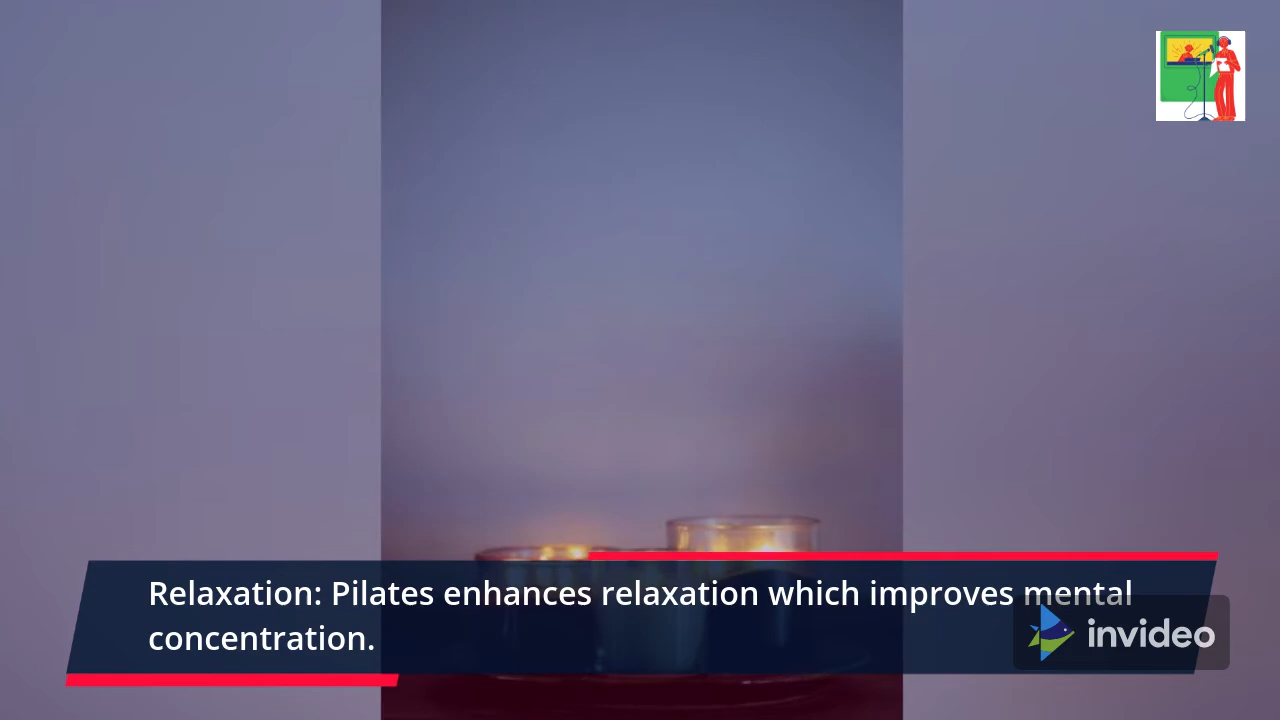 Relaxation: Pilates enhances relaxation which improves mental
concentration.
invideo